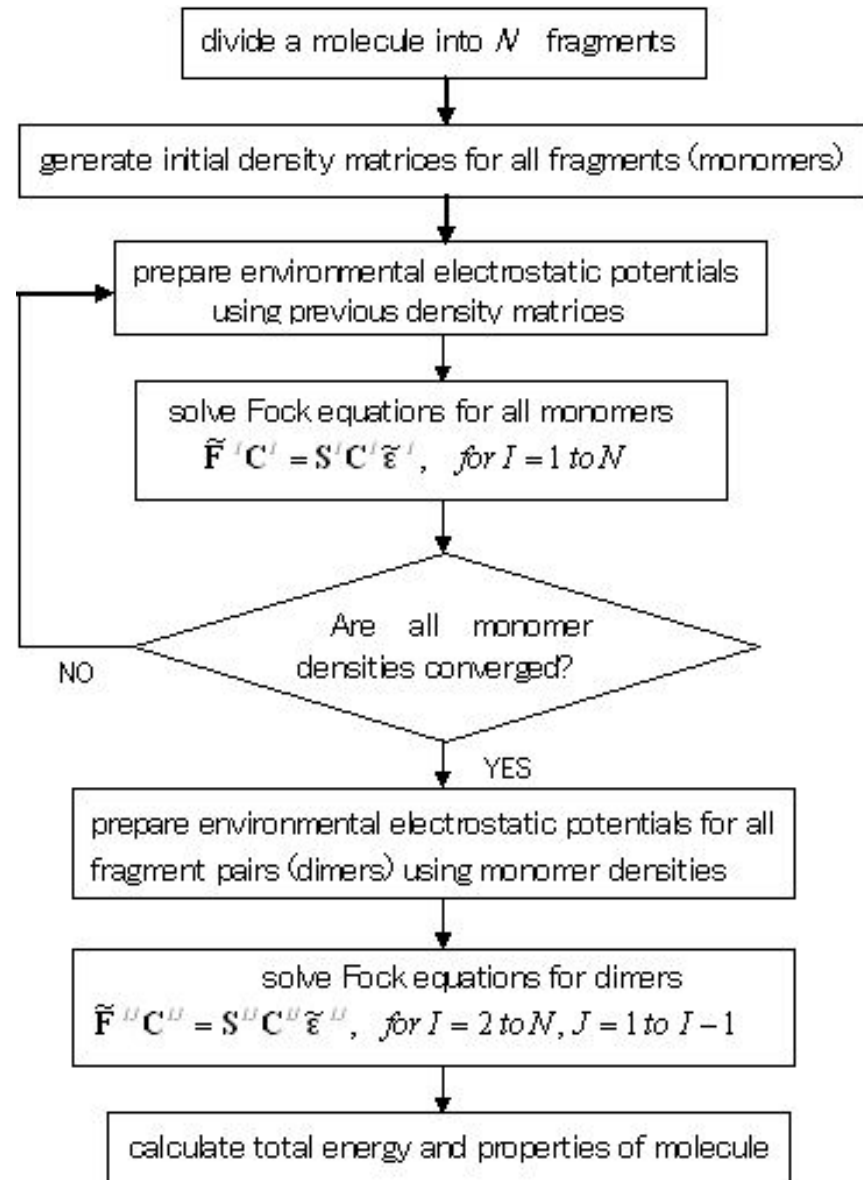 divide a molecule into N fragments
generate initial density matrices for all fragments (monomers)
prepare environmental electrostatic potentials
using previous density matrices
solve Fock equations for all monomers
F̃ᴵCᴵ = SᴵCᴵε̃ᴵ, for I = 1 to N
Are all monomer
densities converged?
NO
YES
prepare environmental electrostatic potentials for all
fragment pairs (dimers) using monomer densities
solve Fock equations for dimers
F̃ᴵᴶCᴵᴶ = SᴵᴶCᴵᴶε̃ᴵᴶ, for I = 2 to N, J = 1 to I − 1
calculate total energy and properties of molecule